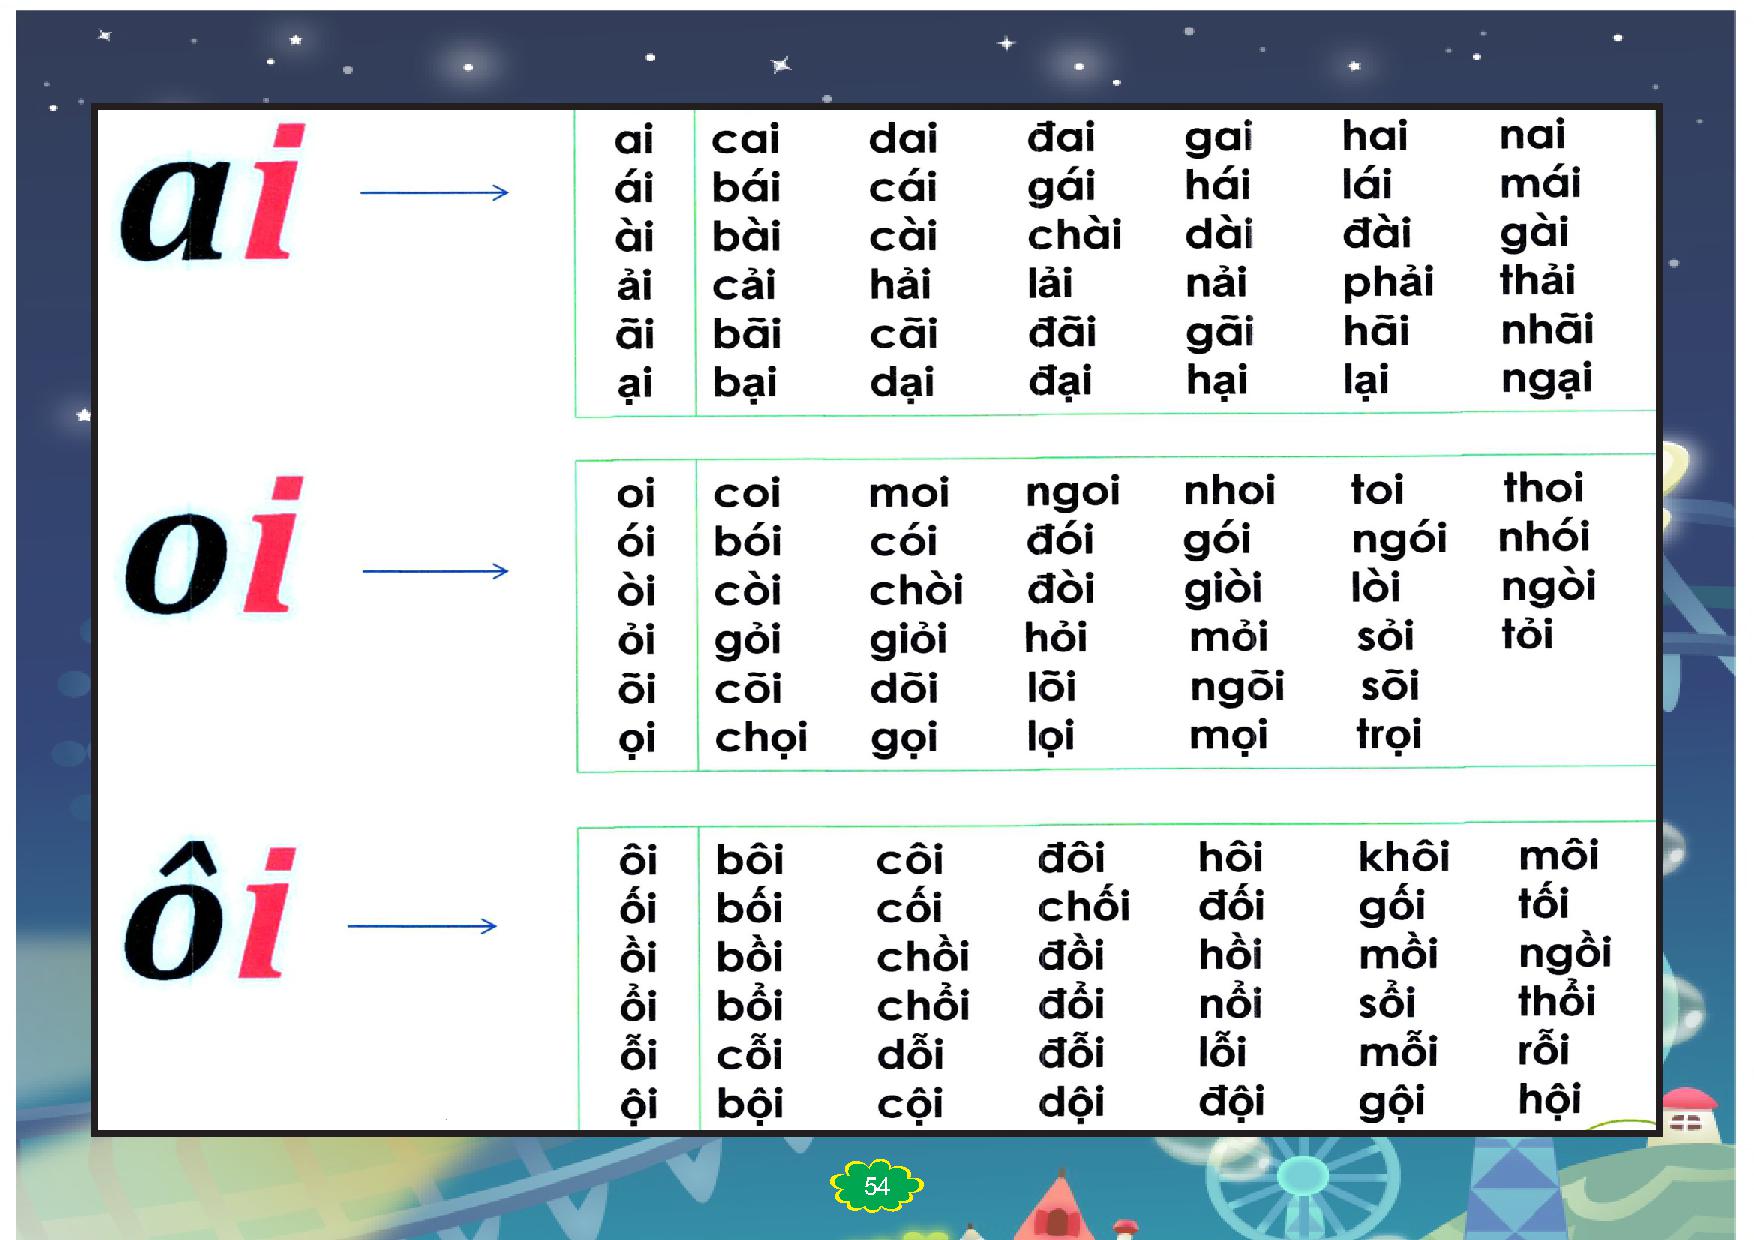 ai
ai cai dai đai gai hai nai
ái bái cái gái hái lái mái
ài bài cài chài dài đài gài
ải cải hải lải nải phải thải
ãi bãi cãi đãi gãi hãi nhãi
ại bại dại đại hại lại ngại
oi
oi coi moi ngoi nhoi toi thoi
ói bói cói đói gói ngói nhói
òi còi chòi đòi giòi lòi ngòi
ỏi gỏi giỏi hỏi mỏi sỏi tỏi
õi cõi dõi lõi ngõi sõi
ọi chọi gọi lọi mọi trọi
ôi
ôi bôi côi đôi hôi khôi môi
ối bối cối chối đối gối tối
ồi bồi chồi đồi hồi mồi ngồi
ổi bổi chổi đổi nổi sổi thổi
ỗi cỗi dỗi đỗi lỗi mỗi rỗi
ội bội cội dội đội gội hội
54